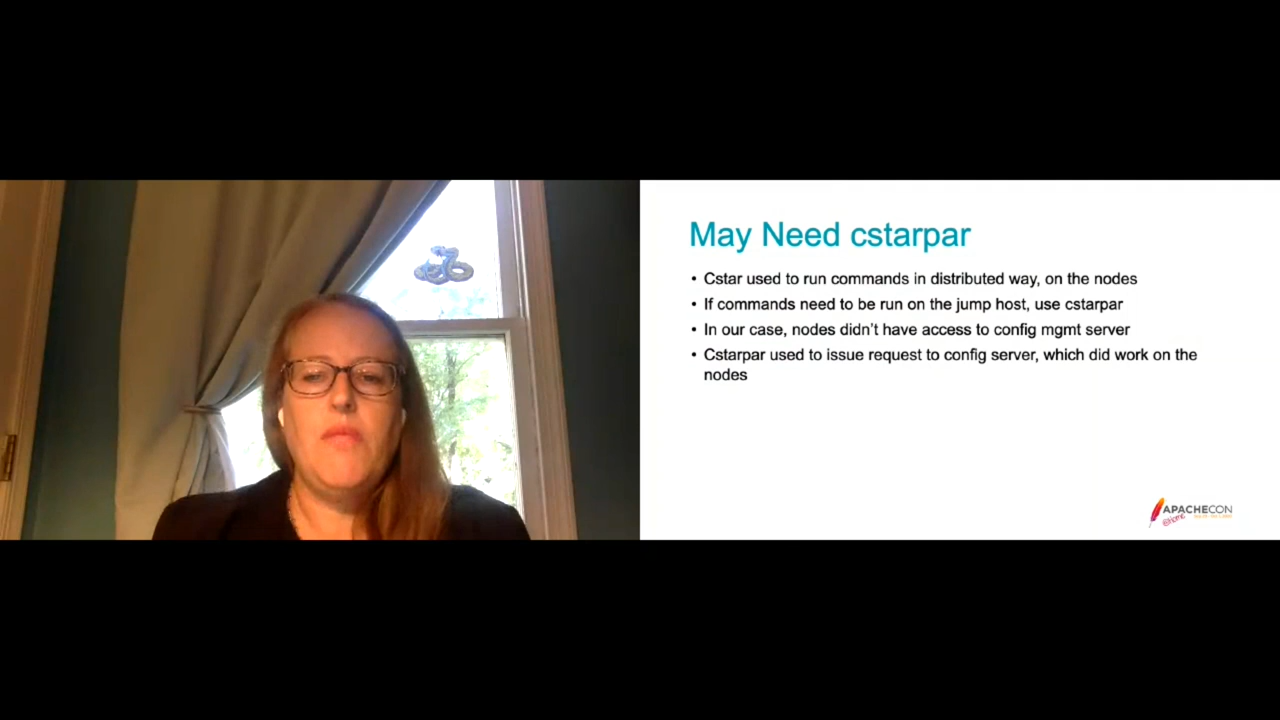 May Need cstarpar
• Cstar used to run commands in distributed way, on the nodes
• If commands need to be run on the jump host, use cstarpar
• In our case, nodes didn't have access to config mgmt server
• Cstarpar used to issue request to config server, which did work on the
nodes
APACHECON
@Home